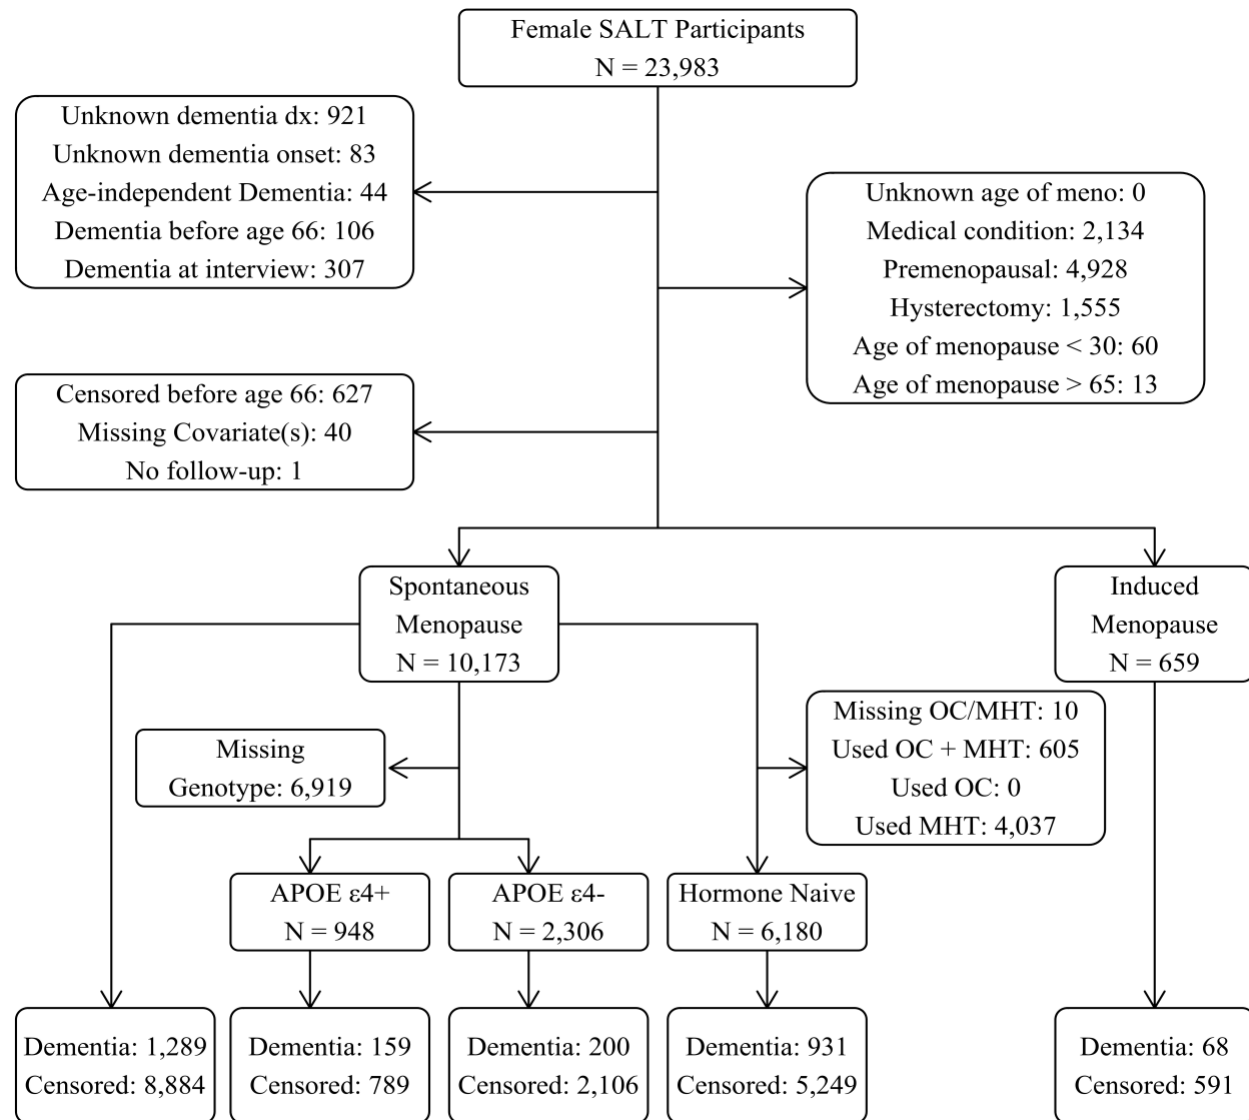 Female SALT Participants
N = 23,983
Unknown dementia dx: 921
Unknown dementia onset: 83
Age-independent Dementia: 44
Dementia before age 66: 106
Dementia at interview: 307
Unknown age of meno: 0
Medical condition: 2,134
Premenopausal: 4,928
Hysterectomy: 1,555
Age of menopause < 30: 60
Age of menopause > 65: 13
Censored before age 66: 627
Missing Covariate(s): 40
No follow-up: 1
Spontaneous
Menopause
N = 10,173
Induced
Menopause
N = 659
Missing
Genotype: 6,919
Missing OC/MHT: 10
Used OC + MHT: 605
Used OC: 0
Used MHT: 4,037
APOE ε4+
N = 948
APOE ε4-
N = 2,306
Hormone Naive
N = 6,180
Dementia: 1,289
Censored: 8,884
Dementia: 159
Censored: 789
Dementia: 200
Censored: 2,106
Dementia: 931
Censored: 5,249
Dementia: 68
Censored: 591